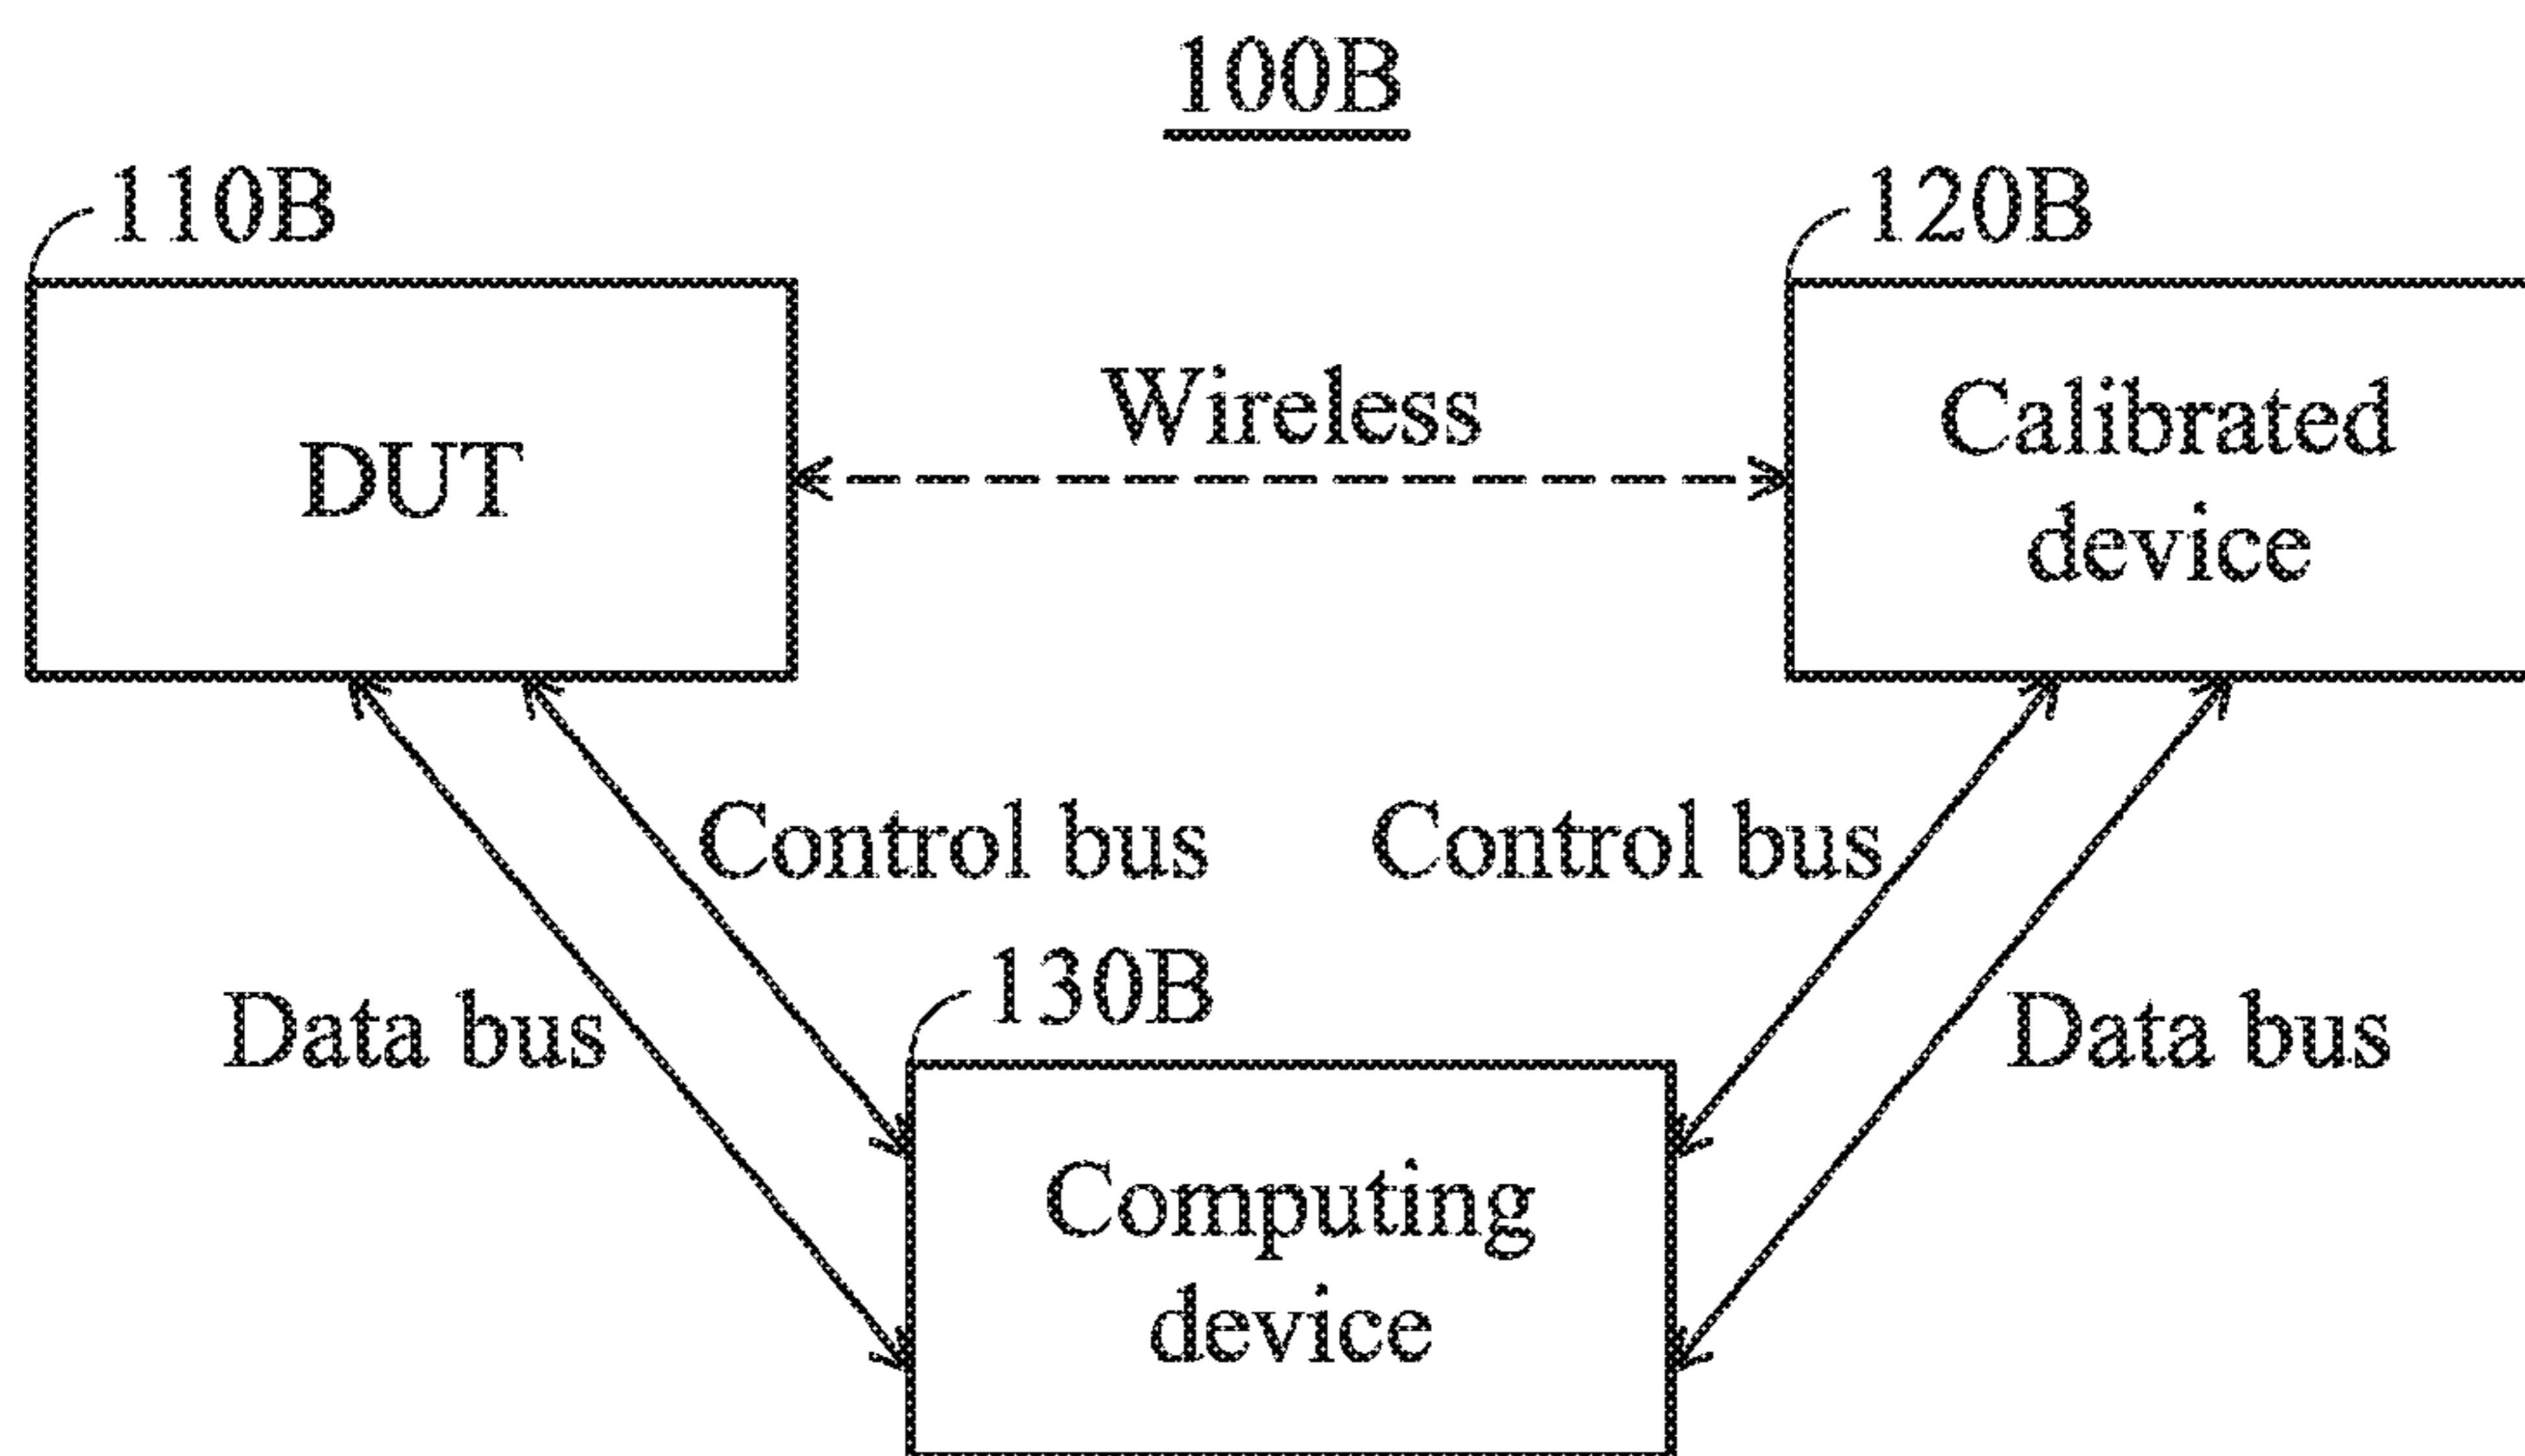 100B
110B
120B
DUT
Wireless
Calibrated
device
Control bus
Control bus
Data bus
130B
Data bus
Computing
device